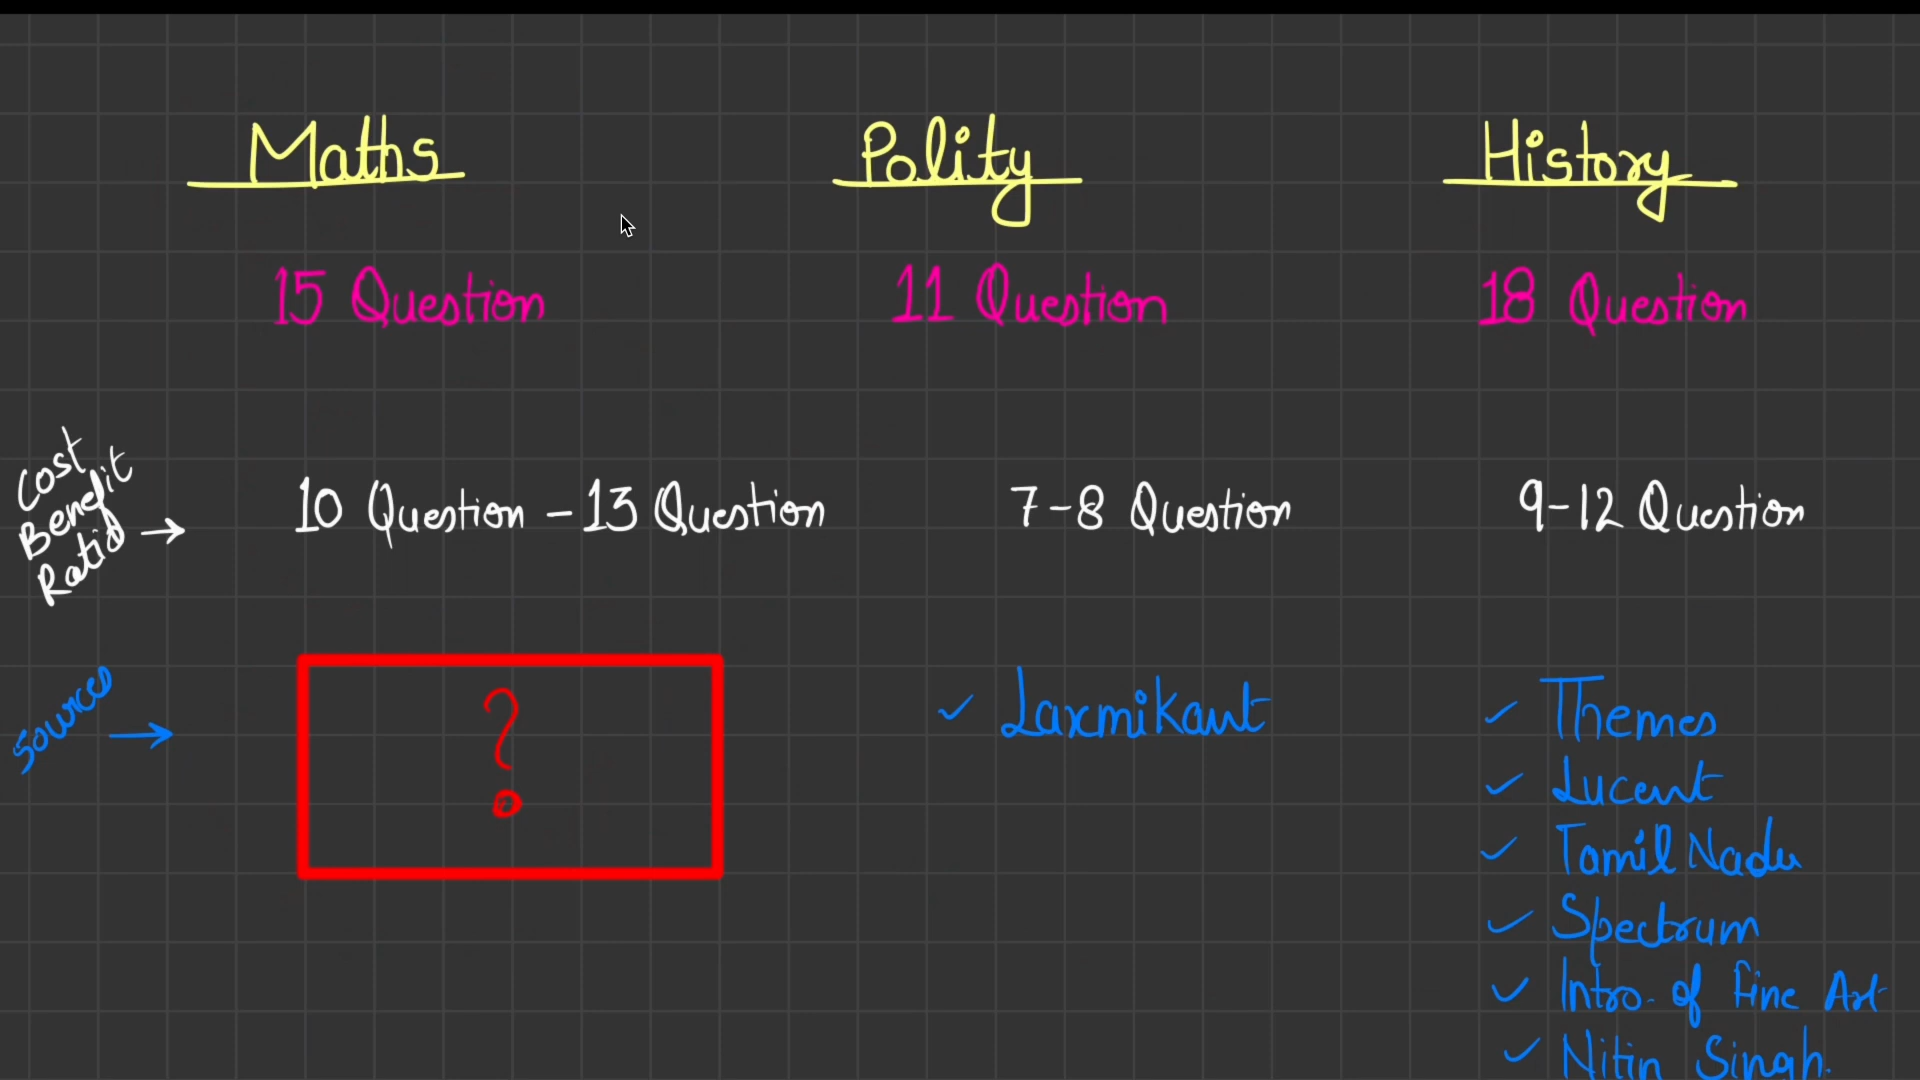 Maths
Polity
History
15 Question
11 Question
18 Question
Cost
Benefit
Ratio →
10 Question – 13 Question
7-8 Question
9-12 Question
Source →
?
✓ Laxmikant
✓ Themes
✓ Lucent
✓ Tamil Nadu
✓ Spectrum
✓ Intro. of Fine Art
✓ Nitin Singh.